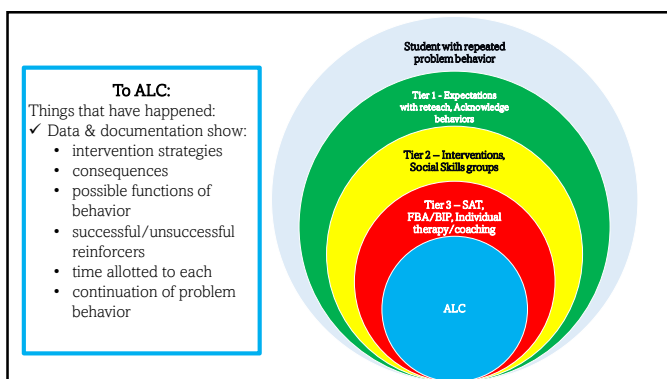 To ALC:
Things that have happened:
✓ Data & documentation show:
• intervention strategies
• consequences
• possible functions of
behavior
• successful/unsuccessful
reinforcers
• time allotted to each
• continuation of problem
behavior
Student with repeated
problem behavior
Tier 1 - Expectations
with reteach, Acknowledge
behaviors
Tier 2 – Interventions,
Social Skills groups
Tier 3 – SAT,
FBA/BIP, Individual
therapy/coaching
ALC